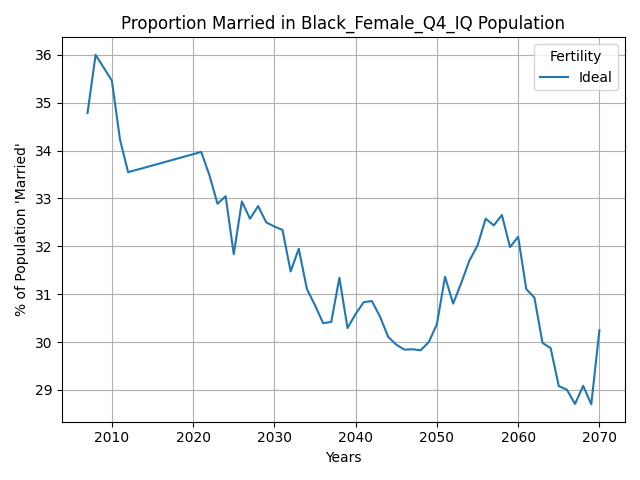 Proportion Married in Black_Female_Q4_IQ Population
% of Population 'Married'
36
35
34
33
32
31
30
29
Fertility
Ideal
2010 2020 2030 2040 2050 2060 2070
Years